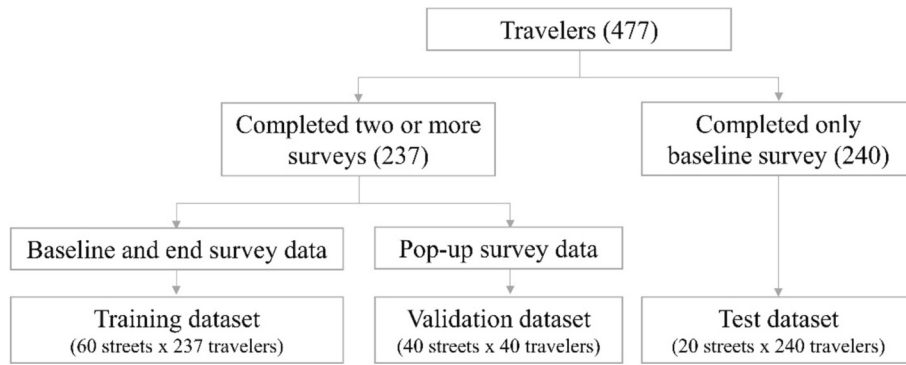 Travelers (477)
Completed two or more
surveys (237)
Completed only
baseline survey (240)
Baseline and end survey data
Pop-up survey data
Training dataset
(60 streets x 237 travelers)
Validation dataset
(40 streets x 40 travelers)
Test dataset
(20 streets x 240 travelers)